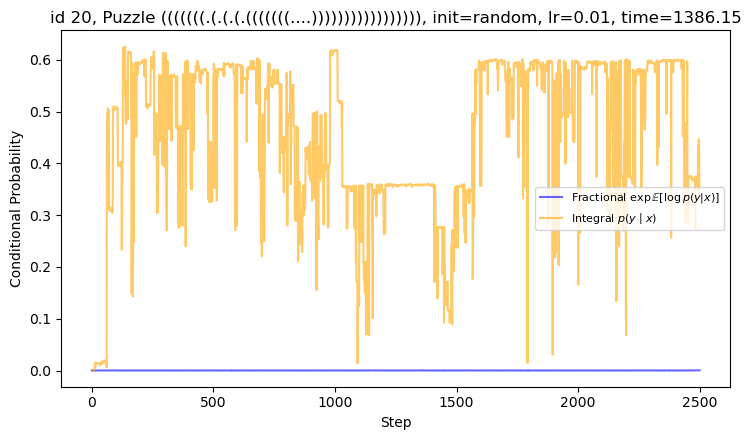 id 20, Puzzle (((((((.(.(.(.(((((((....)))))))))))))))))), init=random, lr=0.01, time=1386.15
Conditional Probability
0.6
0.5
0.4
0.3
0.2
0.1
0.0
Fractional exp𝔼[log p(y|x)]
Integral p(y | x)
0
500
1000
1500
2000
2500
Step